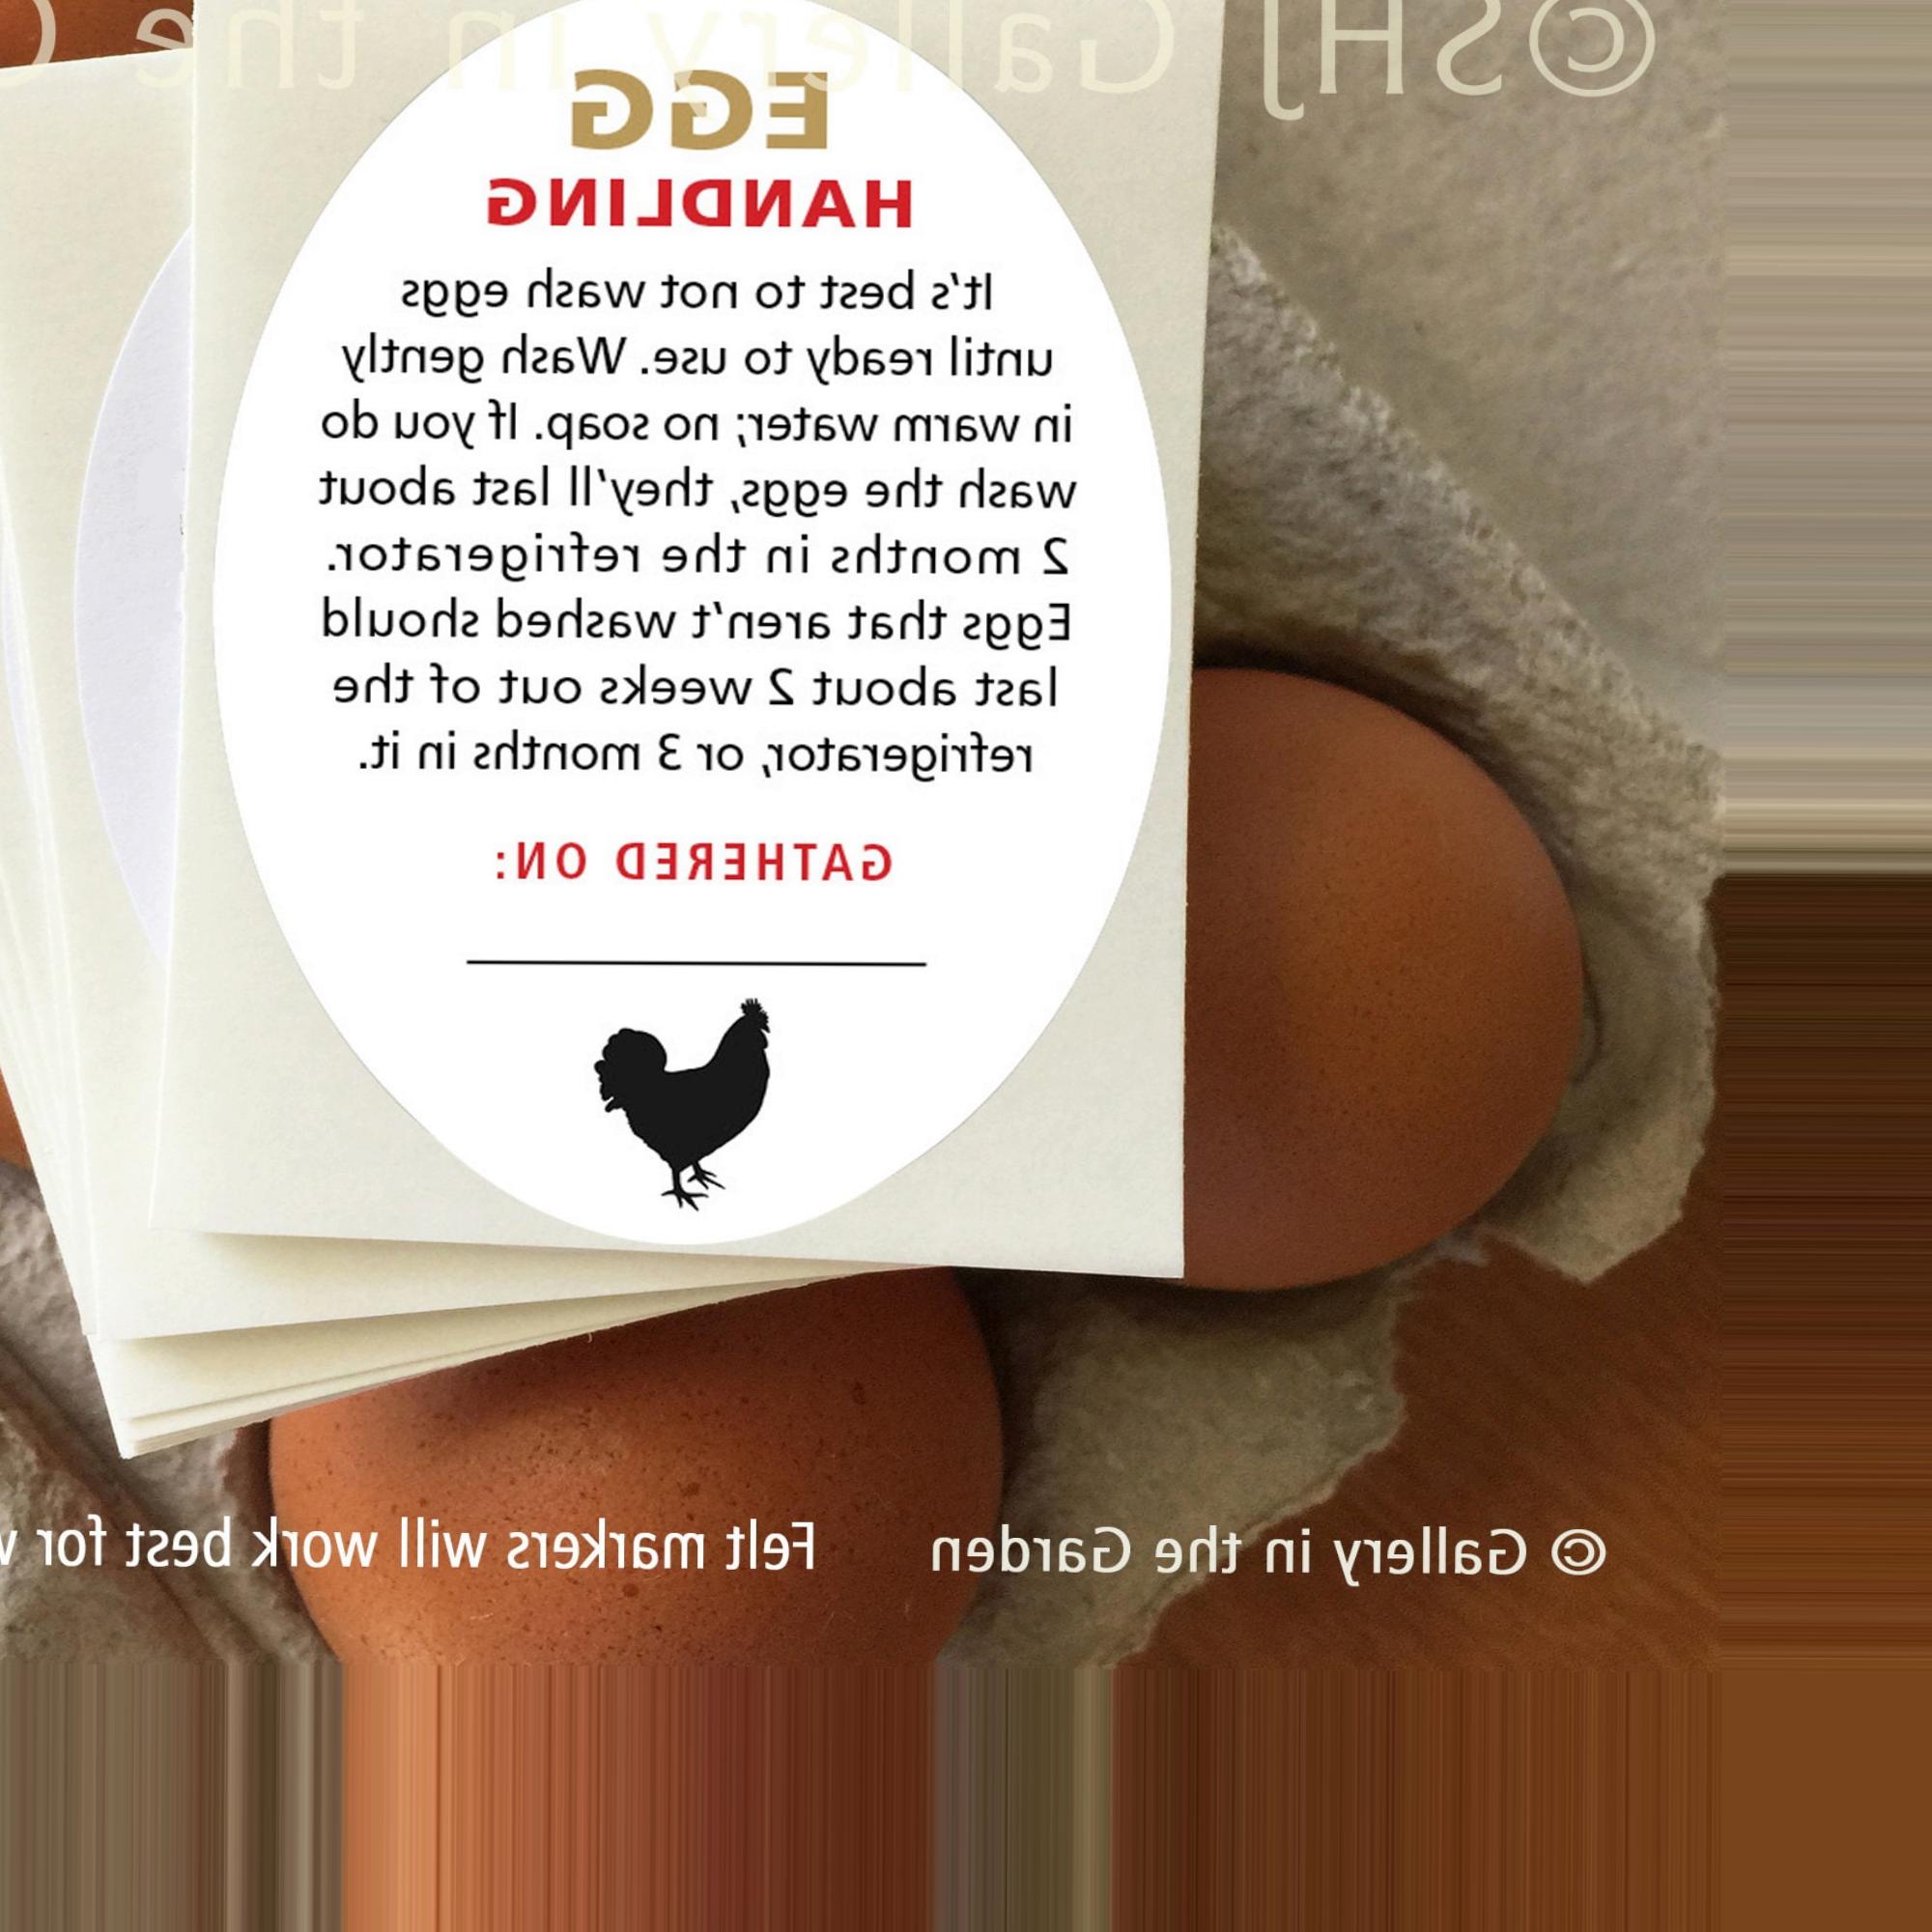 ©SHJ Gallery in the
EGG
HANDLING
It's best to not wash eggs
until ready to use. Wash gently
in warm water; no soap. If you do
wash the eggs, they'll last about
2 months in the refrigerator.
Eggs that aren't washed should
last about 2 weeks out of the
refrigerator, or 3 months in it.
GATHERED ON:
© Gallery in the Garden
Felt markers will work best for